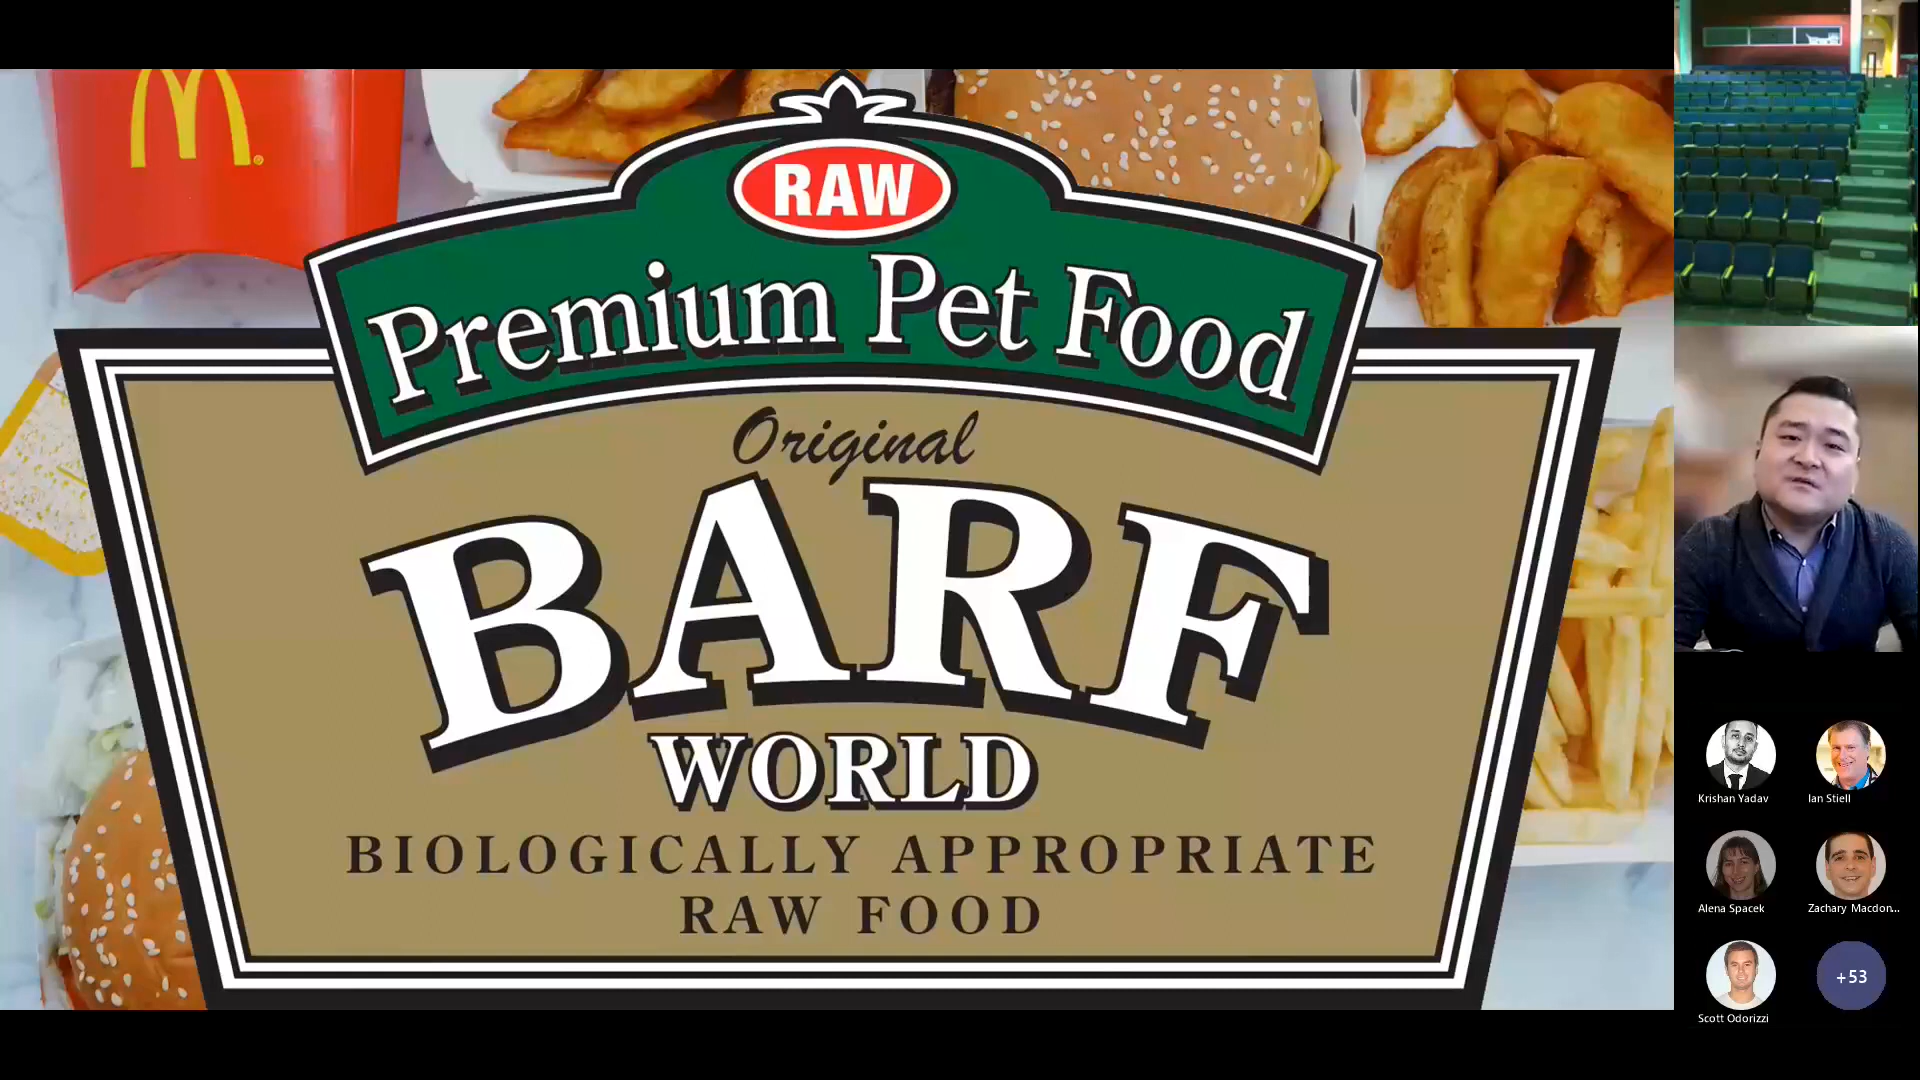 RAW
Premium Pet Food
Original
BARF
WORLD
BIOLOGICALLY APPROPRIATE
RAW FOOD
Krishan Yadav
Ian Stiell
Alena Spacek
Zachary Macdon...
Scott Odorizzi
+53